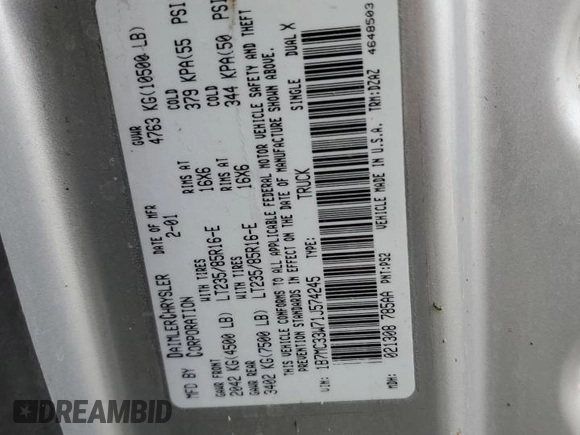 MFD BY DAIMLERCHRYSLER CORPORATION
DATE OF MFR 2-01
GVWR 4763 KG(10500 LB)
GAWR FRONT 2042 KG(4500 LB)
WITH TIRES LT235/85R16-E
RIMS AT 16X6
COLD 379 KPA(55 PSI
GAWR REAR 3402 KG(7500 LB)
WITH TIRES LT235/85R16-E
RIMS AT 16X6
COLD 344 KPA(50 PSI
THIS VEHICLE CONFORMS TO ALL APPLICABLE FEDERAL MOTOR VEHICLE SAFETY AND THEFT
PREVENTION STANDARDS IN EFFECT ON THE DATE OF MANUFACTURE SHOWN ABOVE.
VIN: 1B7MC33W71J574245 TYPE: TRUCK SINGLE DUAL X
MDH: 021308 785AA PNT:PS2 VEHICLE MADE IN U.S.A. TRM:DZAZ 4648503
DREAMBID